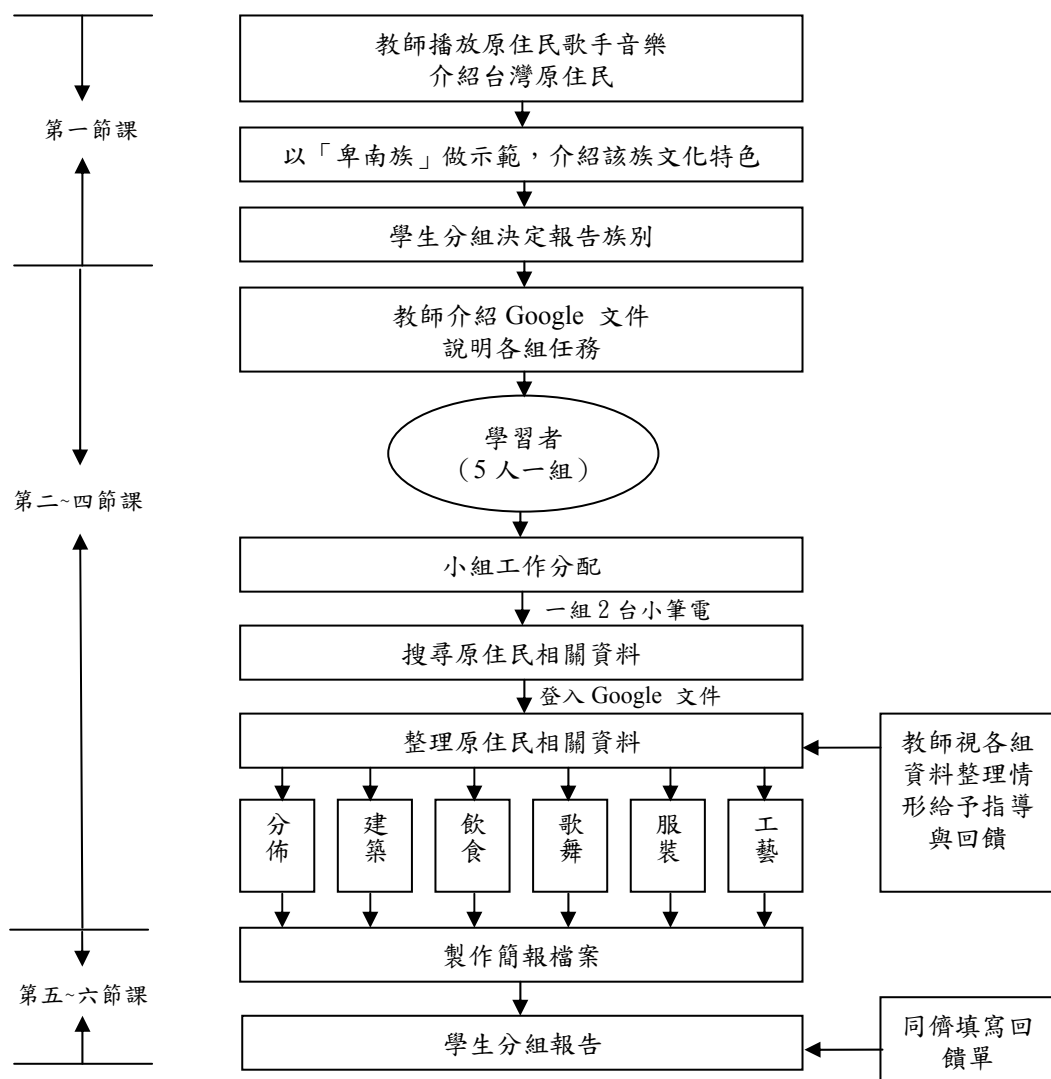 教師播放原住民歌手音樂
介紹台灣原住民
第一節課
以「卑南族」做示範，介紹該族文化特色
學生分組決定報告族別
教師介紹 Google 文件
說明各組任務
學習者
（5 人一組）
第二~四節課
小組工作分配
一組 2 台小筆電
搜尋原住民相關資料
登入 Google 文件
整理原住民相關資料
教師視各組
資料整理情
形給予指導
與回饋
分佈
建築
飲食
歌舞
服裝
工藝
製作簡報檔案
第五~六節課
學生分組報告
同儕填寫回
饋單